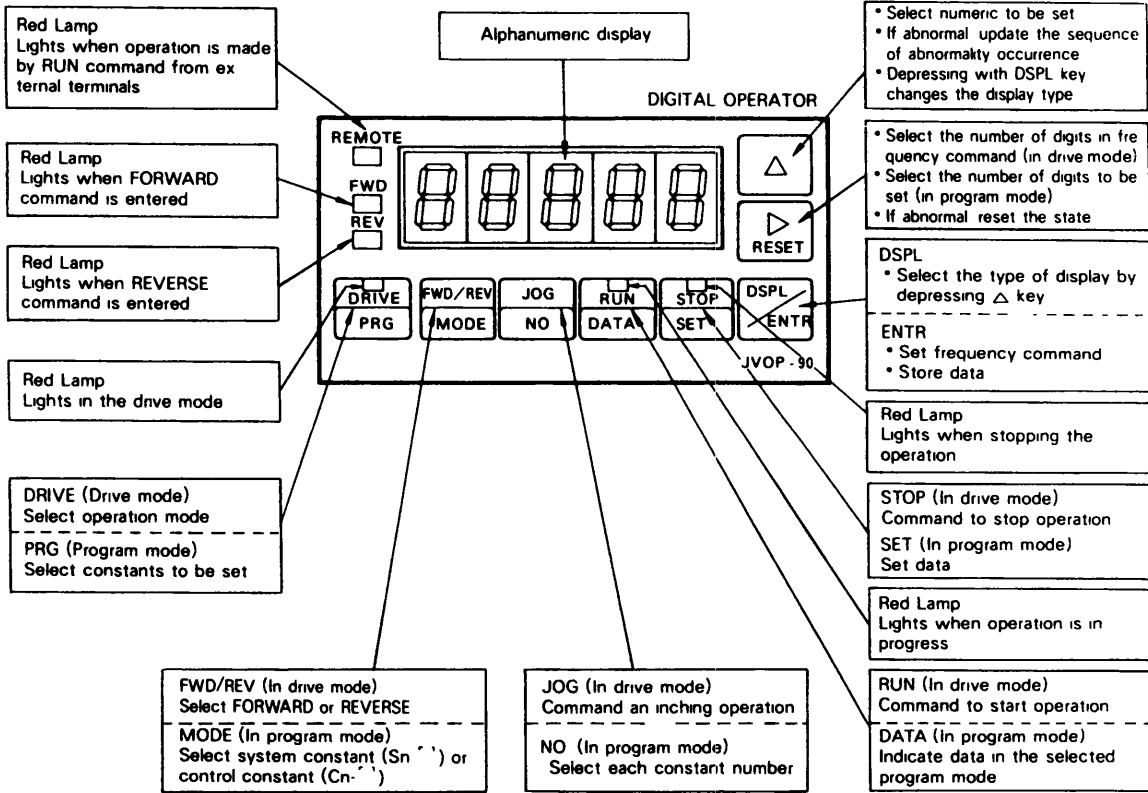 Red Lamp
Lights when operation is made
by RUN command from ex
ternal terminals
Alphanumeric display
• Select numeric to be set
• If abnormal update the sequence
of abnormality occurrence
• Depressing with DSPL key
changes the display type
DIGITAL OPERATOR
REMOTE
FWD
REV
8 8 8 8 8
△
▷
RESET
• Select the number of digits in fre
quency command (in drive mode)
• Select the number of digits to be
set (in program mode)
• If abnormal reset the state
Red Lamp
Lights when FORWARD
command is entered
Red Lamp
Lights when REVERSE
command is entered
DRIVE
PRG
FWD/REV
MODE
JOG
NO
RUN
DATA
STOP
SET
DSPL
ENTR
JVOP - 90
DSPL
• Select the type of display by
depressing △ key
ENTR
• Set frequency command
• Store data
Red Lamp
Lights in the drive mode
Red Lamp
Lights when stopping the
operation
DRIVE (Drive mode)
Select operation mode
PRG (Program mode)
Select constants to be set
STOP (In drive mode)
Command to stop operation
SET (In program mode)
Set data
Red Lamp
Lights when operation is in
progress
FWD/REV (In drive mode)
Select FORWARD or REVERSE
MODE (In program mode)
Select system constant (Sn ) or
control constant (Cn- )
JOG (In drive mode)
Command an inching operation
NO (In program mode)
Select each constant number
RUN (In drive mode)
Command to start operation
DATA (In program mode)
Indicate data in the selected
program mode